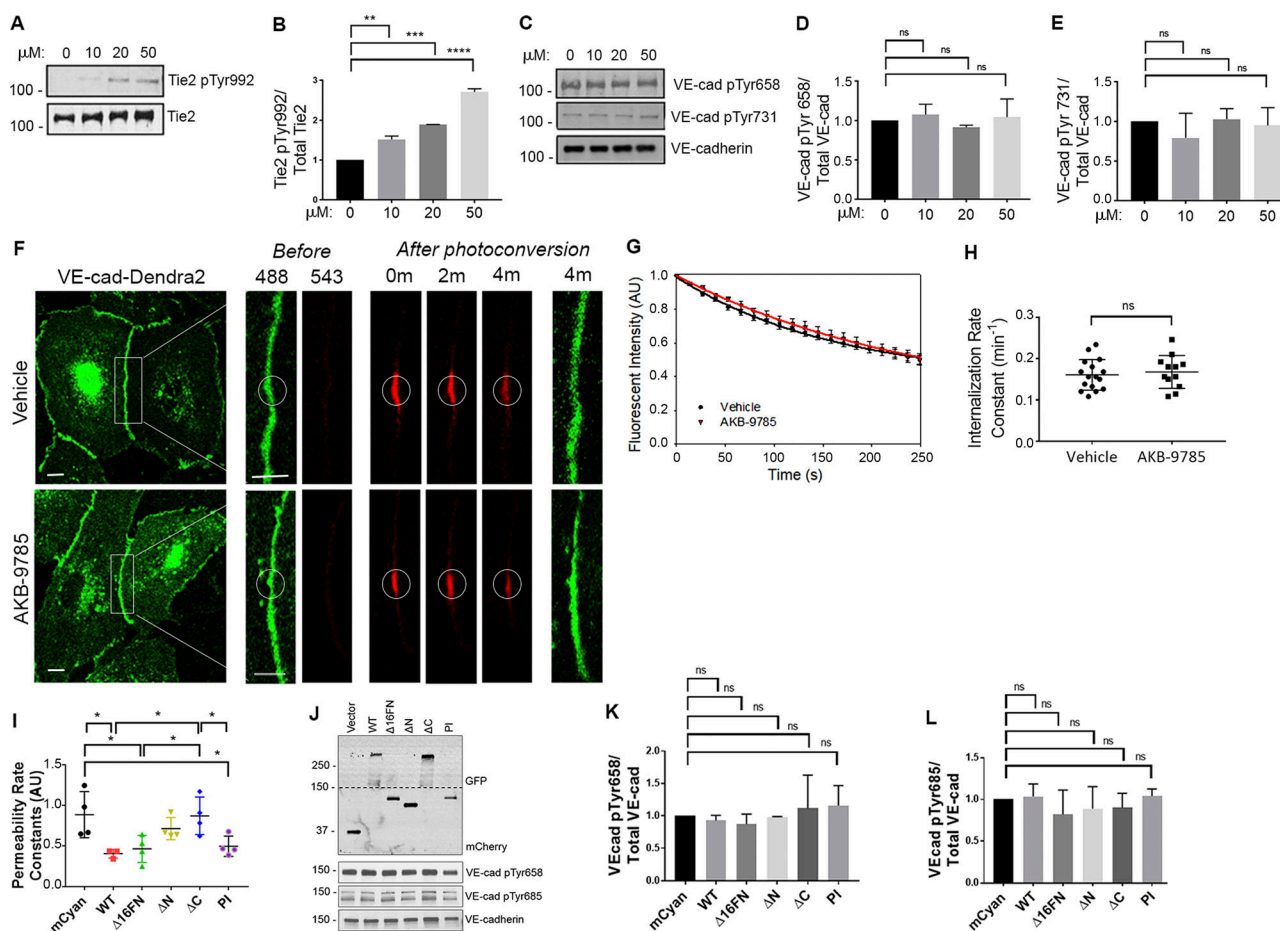 A
μM: 0 10 20 50
Tie2 pTyr992
100 -
Tie2
100 -
B
**
***
****
Tie2 pTyr992/
Total Tie2
3
2
1
0
μM: 0 10 20 50
C
μM: 0 10 20 50
VE-cad pTyr658
100 -
VE-cad pTyr731
100 -
VE-cadherin
100 -
D
ns
ns
ns
VE-cad pTyr 658/
Total VE-cad
1.5
1.0
0.5
0.0
μM: 0 10 20 50
E
ns
ns
ns
VE-cad pTyr 731/
Total VE-cad
1.5
1.0
0.5
0.0
μM: 0 10 20 50
F
Before After photoconversion
VE-cad-Dendra2 488 543 0m 2m 4m 4m
Vehicle
AKB-9785
G
Fluorescent Intensity (AU)
1.0
0.8
0.6
0.4
0.2
0.0
Vehicle
AKB-9785
0 50 100 150 200 250
Time (s)
H
ns
Internalization Rate
Constant (min⁻¹)
0.3
0.2
0.1
0.0
Vehicle AKB-9785
I
* * *
* * *
Permeability Rate
Constants (AU)
1.5
1.0
0.5
0.0
mCyan WT Δ16FN ΔN ΔC PI
J
Vector WT Δ16FN ΔN ΔC PI
250 -
150 -
GFP
37 -
mCherry
150 - VE-cad pTyr658
150 - VE-cad pTyr685
150 - VE-cadherin
K
ns
ns
ns
ns
ns
VEcad pTyr658/
Total VE-cad
2.0
1.5
1.0
0.5
0.0
mCyan WT Δ16FN ΔN ΔC PI
L
ns
ns
ns
ns
ns
VEcad pTyr685/
Total VE-cad
1.5
1.0
0.5
0.0
mCyan WT Δ16FN ΔN ΔC PI